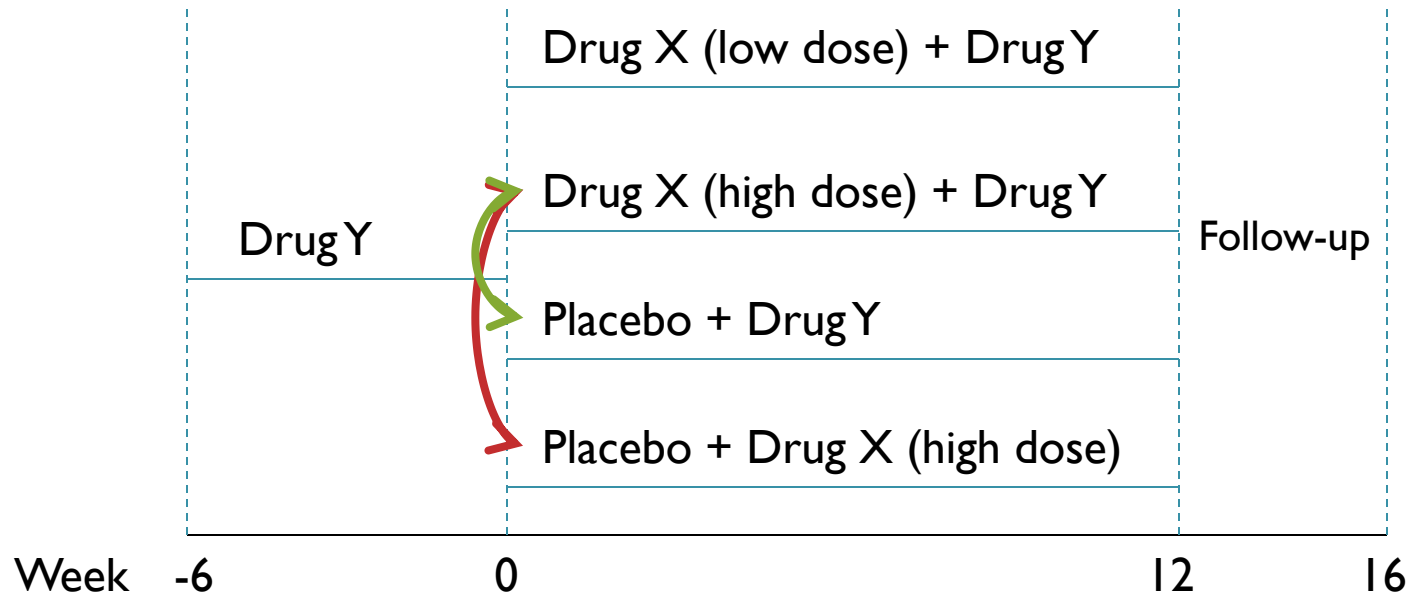 Drug X (low dose) + Drug Y
Drug X (high dose) + Drug Y
Drug Y
Follow-up
Placebo + Drug Y
Placebo + Drug X (high dose)
Week -6 0 12 16